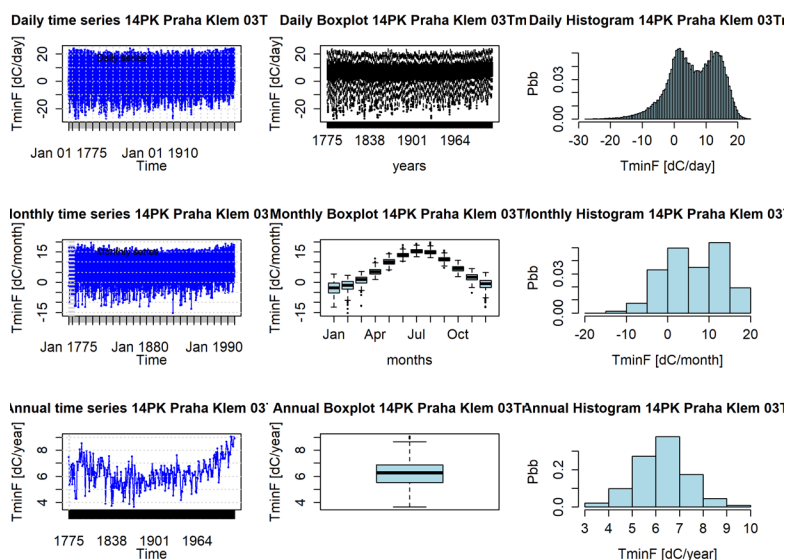 Daily time series 14PK Praha Klem 03T
Daily Boxplot 14PK Praha Klem 03Tm
Daily Histogram 14PK Praha Klem 03Tm
TminF [dC/day]
20
0
20
Daily series
Jan 01 1775 Jan 01 1910
Time
TminF [dC/day]
20
0
20
1775 1838 1901 1964
years
Pbb
0.03
0.00
-30 -20 -10 0 10 20
TminF [dC/day]
Monthly time series 14PK Praha Klem 03
Monthly Boxplot 14PK Praha Klem 03T
Monthly Histogram 14PK Praha Klem 03
TminF [dC/month]
15
0
-15
Monthly series
Jan 1775 Jan 1880 Jan 1990
Time
TminF [dC/month]
15
0
-15
Jan Apr Jul Oct
months
Pbb
0.03
0.00
-20 -10 0 10 20
TminF [dC/month]
Annual time series 14PK Praha Klem 03
Annual Boxplot 14PK Praha Klem 03T
Annual Histogram 14PK Praha Klem 03T
TminF [dC/year]
8
6
4
1775 1838 1901 1964
Time
TminF [dC/year]
8
6
4
Pbb
0.2
0.0
3 4 5 6 7 8 9 10
TminF [dC/year]